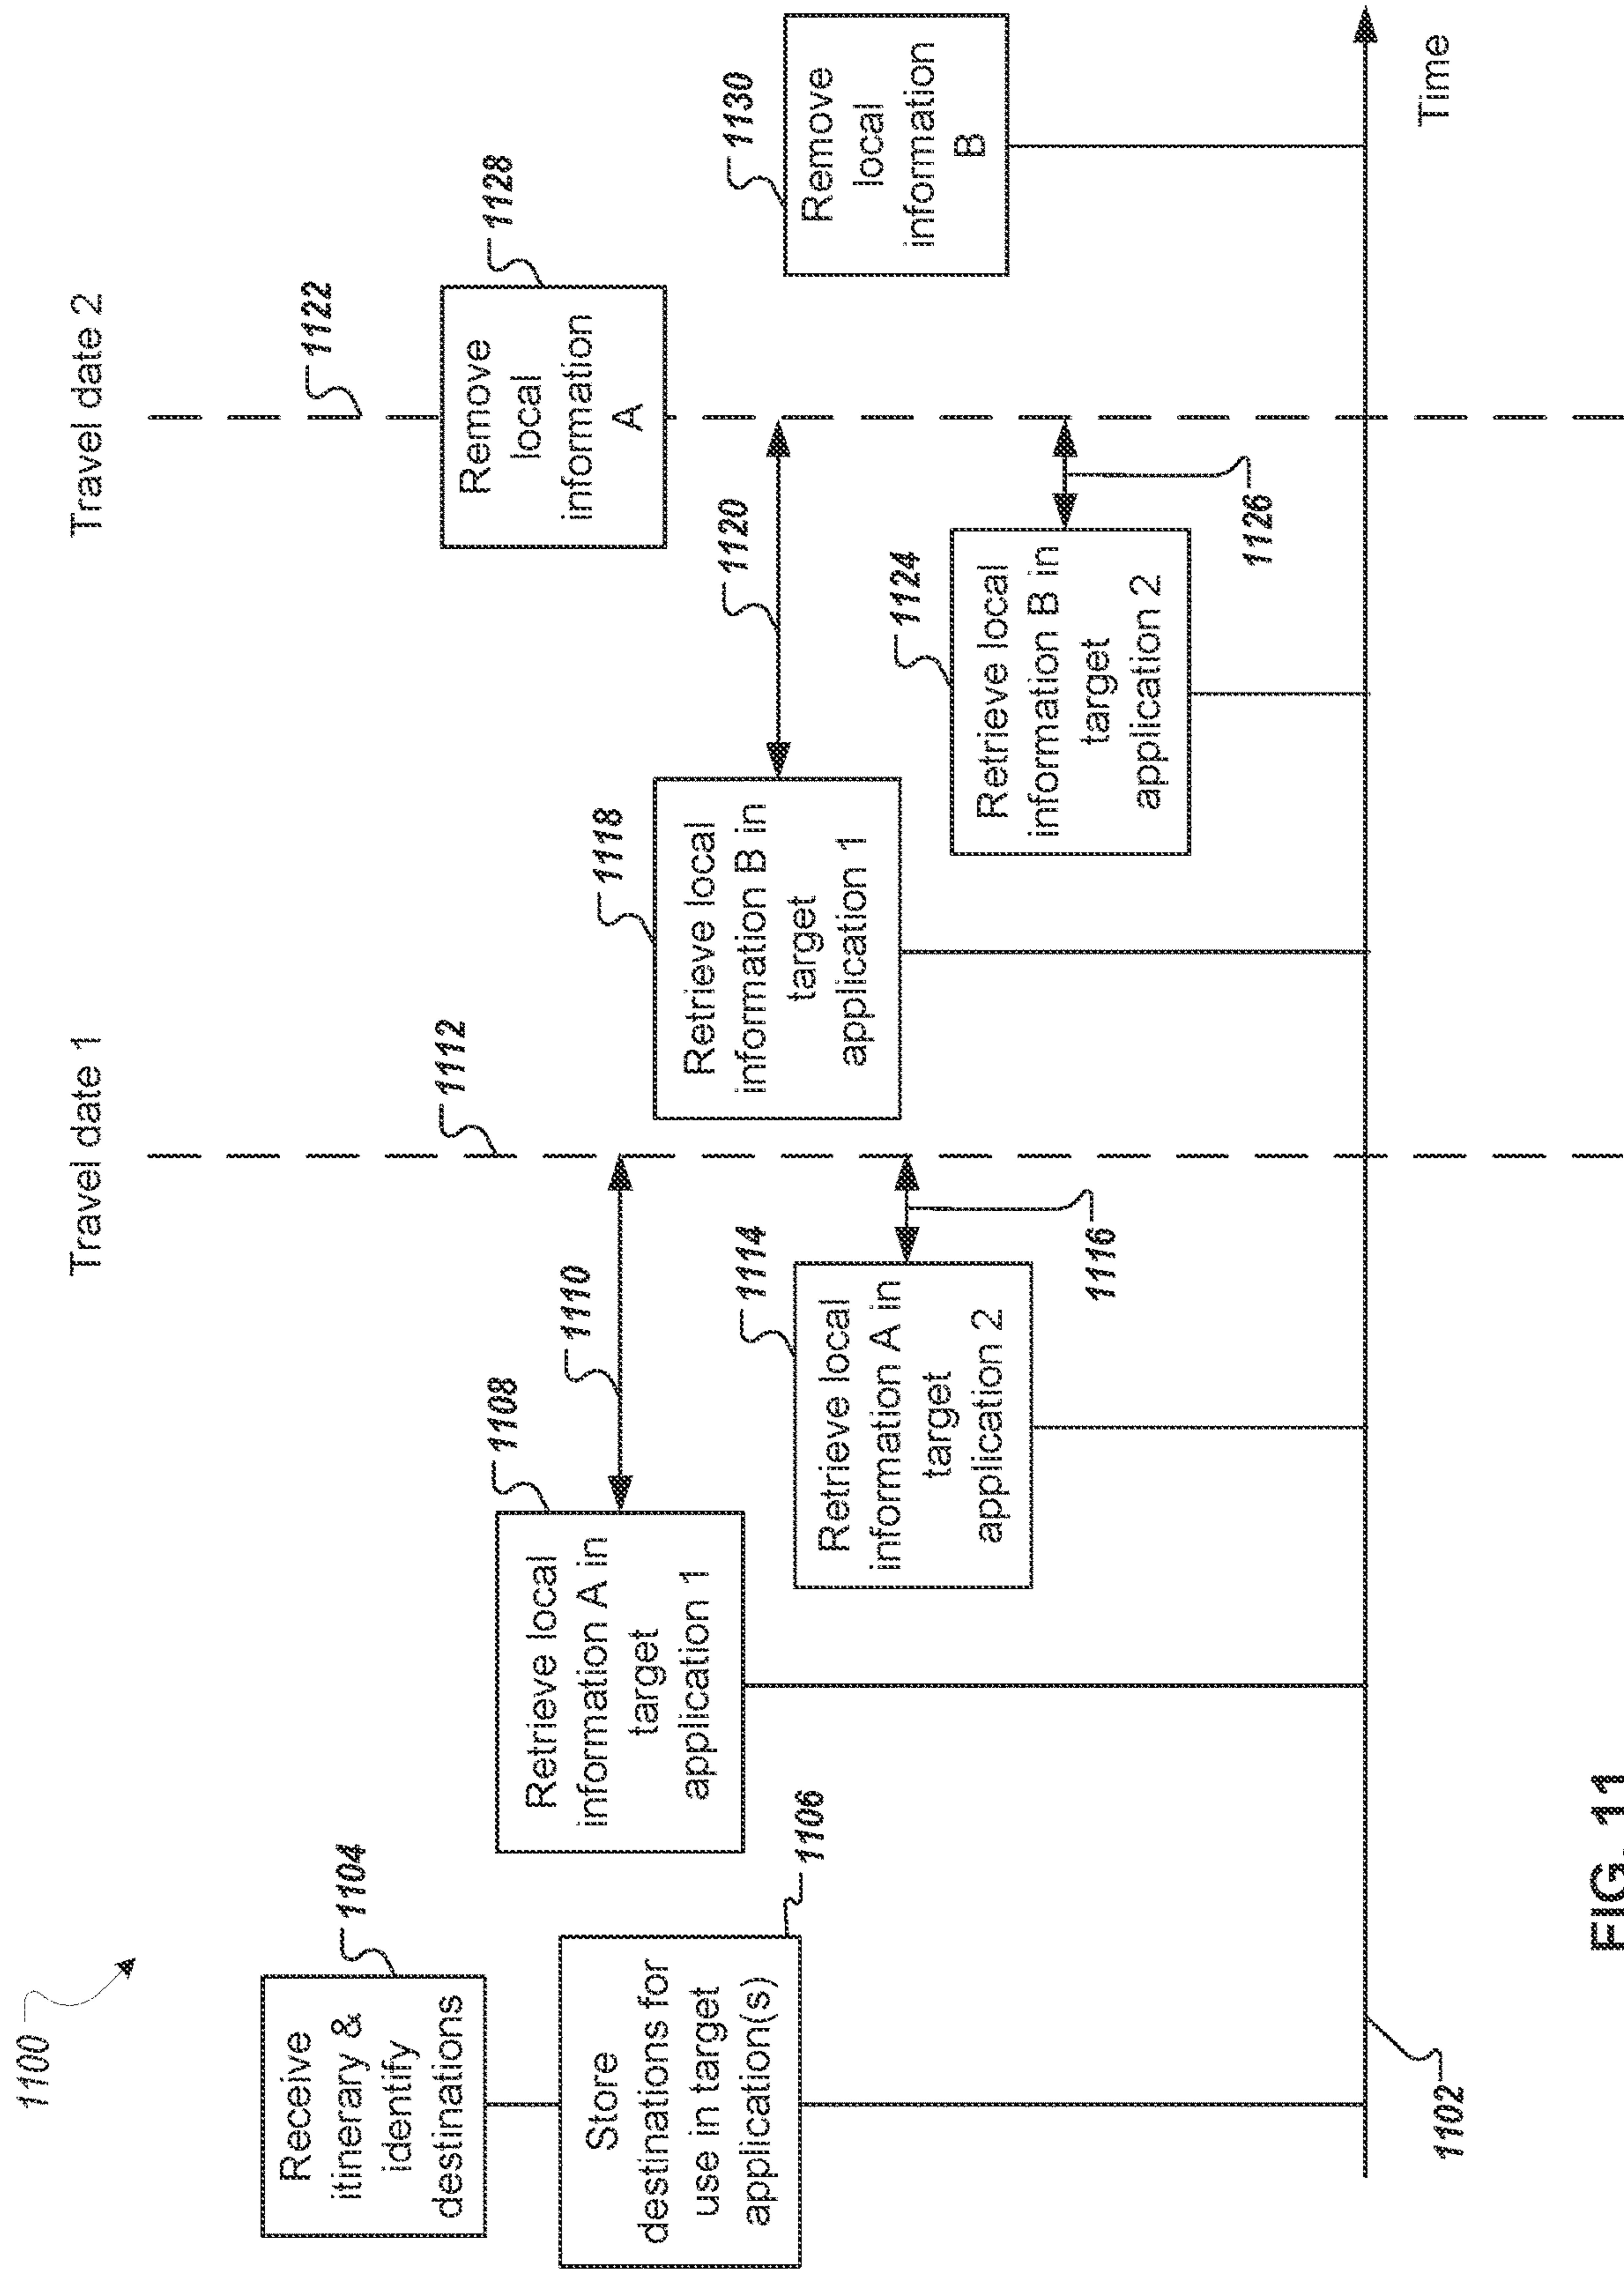 1100
Travel date 1
Travel date 2
1104
Receive
itinerary &
identify
destinations
1106
Store
destinations for
use in target
application(s)
1108
Retrieve local
information A in
target
application 1
1110
1112
1114
Retrieve local
information A in
target
application 2
1116
1118
Retrieve local
information B in
target
application 1
1120
1122
1124
Retrieve local
information B in
target
application 2
1126
1128
Remove
local
information
A
1130
Remove
local
information
B
1102
Time
FIG. 11